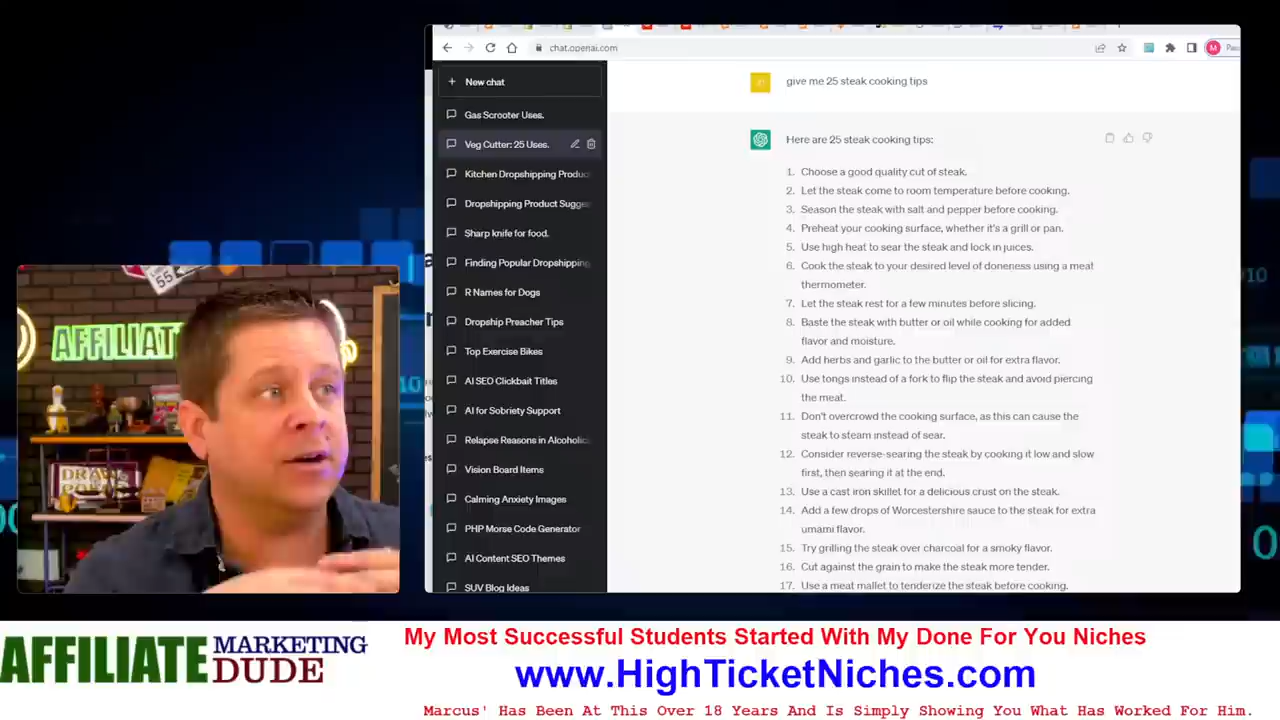 chat.openai.com
M
New chat
Gas Scrooter Uses.
Veg Cutter: 25 Uses.
Kitchen Dropshipping Produc
Dropshipping Product Sugges
Sharp knife for food.
Finding Popular Dropshipping
R Names for Dogs
Dropship Preacher Tips
Top Exercise Bikes
AI SEO Clickbait Titles
AI for Sobriety Support
Relapse Reasons in Alcoholic
Vision Board Items
Calming Anxiety Images
PHP Morse Code Generator
AI Content SEO Themes
SUV Blog Ideas
give me 25 steak cooking tips
Here are 25 steak cooking tips:
1. Choose a good quality cut of steak.
2. Let the steak come to room temperature before cooking.
3. Season the steak with salt and pepper before cooking.
4. Preheat your cooking surface, whether it's a grill or pan.
5. Use high heat to sear the steak and lock in juices.
6. Cook the steak to your desired level of doneness using a meat
thermometer.
7. Let the steak rest for a few minutes before slicing.
8. Baste the steak with butter or oil while cooking for added
flavor and moisture.
9. Add herbs and garlic to the butter or oil for extra flavor.
10. Use tongs instead of a fork to flip the steak and avoid piercing
the meat.
11. Don't overcrowd the cooking surface, as this can cause the
steak to steam instead of sear.
12. Consider reverse-searing the steak by cooking it low and slow
first, then searing it at the end.
13. Use a cast iron skillet for a delicious crust on the steak.
14. Add a few drops of Worcestershire sauce to the steak for extra
umami flavor.
15. Try grilling the steak over charcoal for a smoky flavor.
16. Cut against the grain to make the steak more tender.
17. Use a meat mallet to tenderize the steak before cooking.
55
AFFILIAT
DRAW
AFFILIATE MARKETING
DUDE
My Most Successful Students Started With My Done For You Niches
www.HighTicketNiches.com
Marcus' Has Been At This Over 18 Years And Is Simply Showing You What Has Worked For Him.